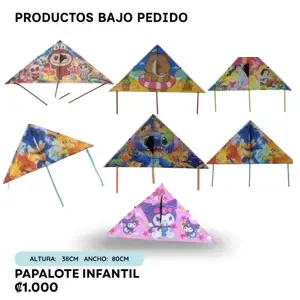 PRODUCTOS BAJO PEDIDO
ALTURA: 38CM ANCHO: 80CM
PAPALOTE INFANTIL
₡1.000